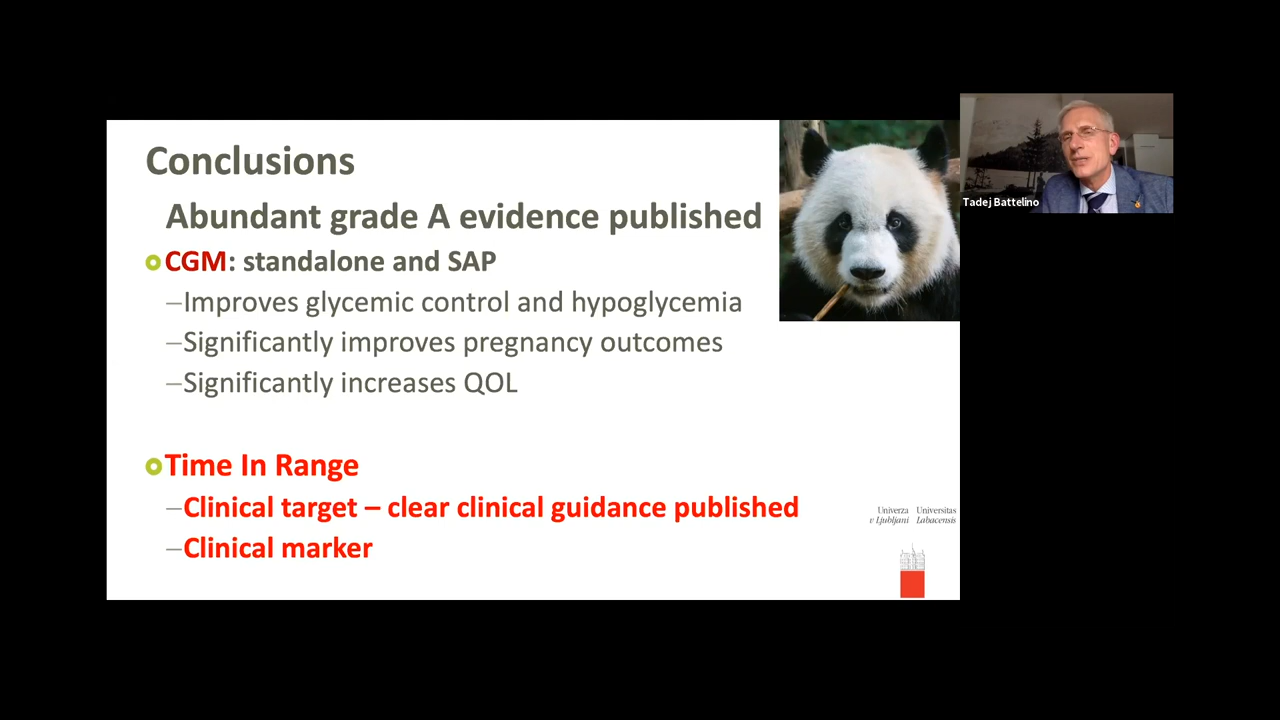 Conclusions
Abundant grade A evidence published
CGM: standalone and SAP
–Improves glycemic control and hypoglycemia
–Significantly improves pregnancy outcomes
–Significantly increases QOL
Time In Range
–Clinical target – clear clinical guidance published
–Clinical marker
Univerza Universitas
v Ljubljani Labacensis
Tadej Battelino